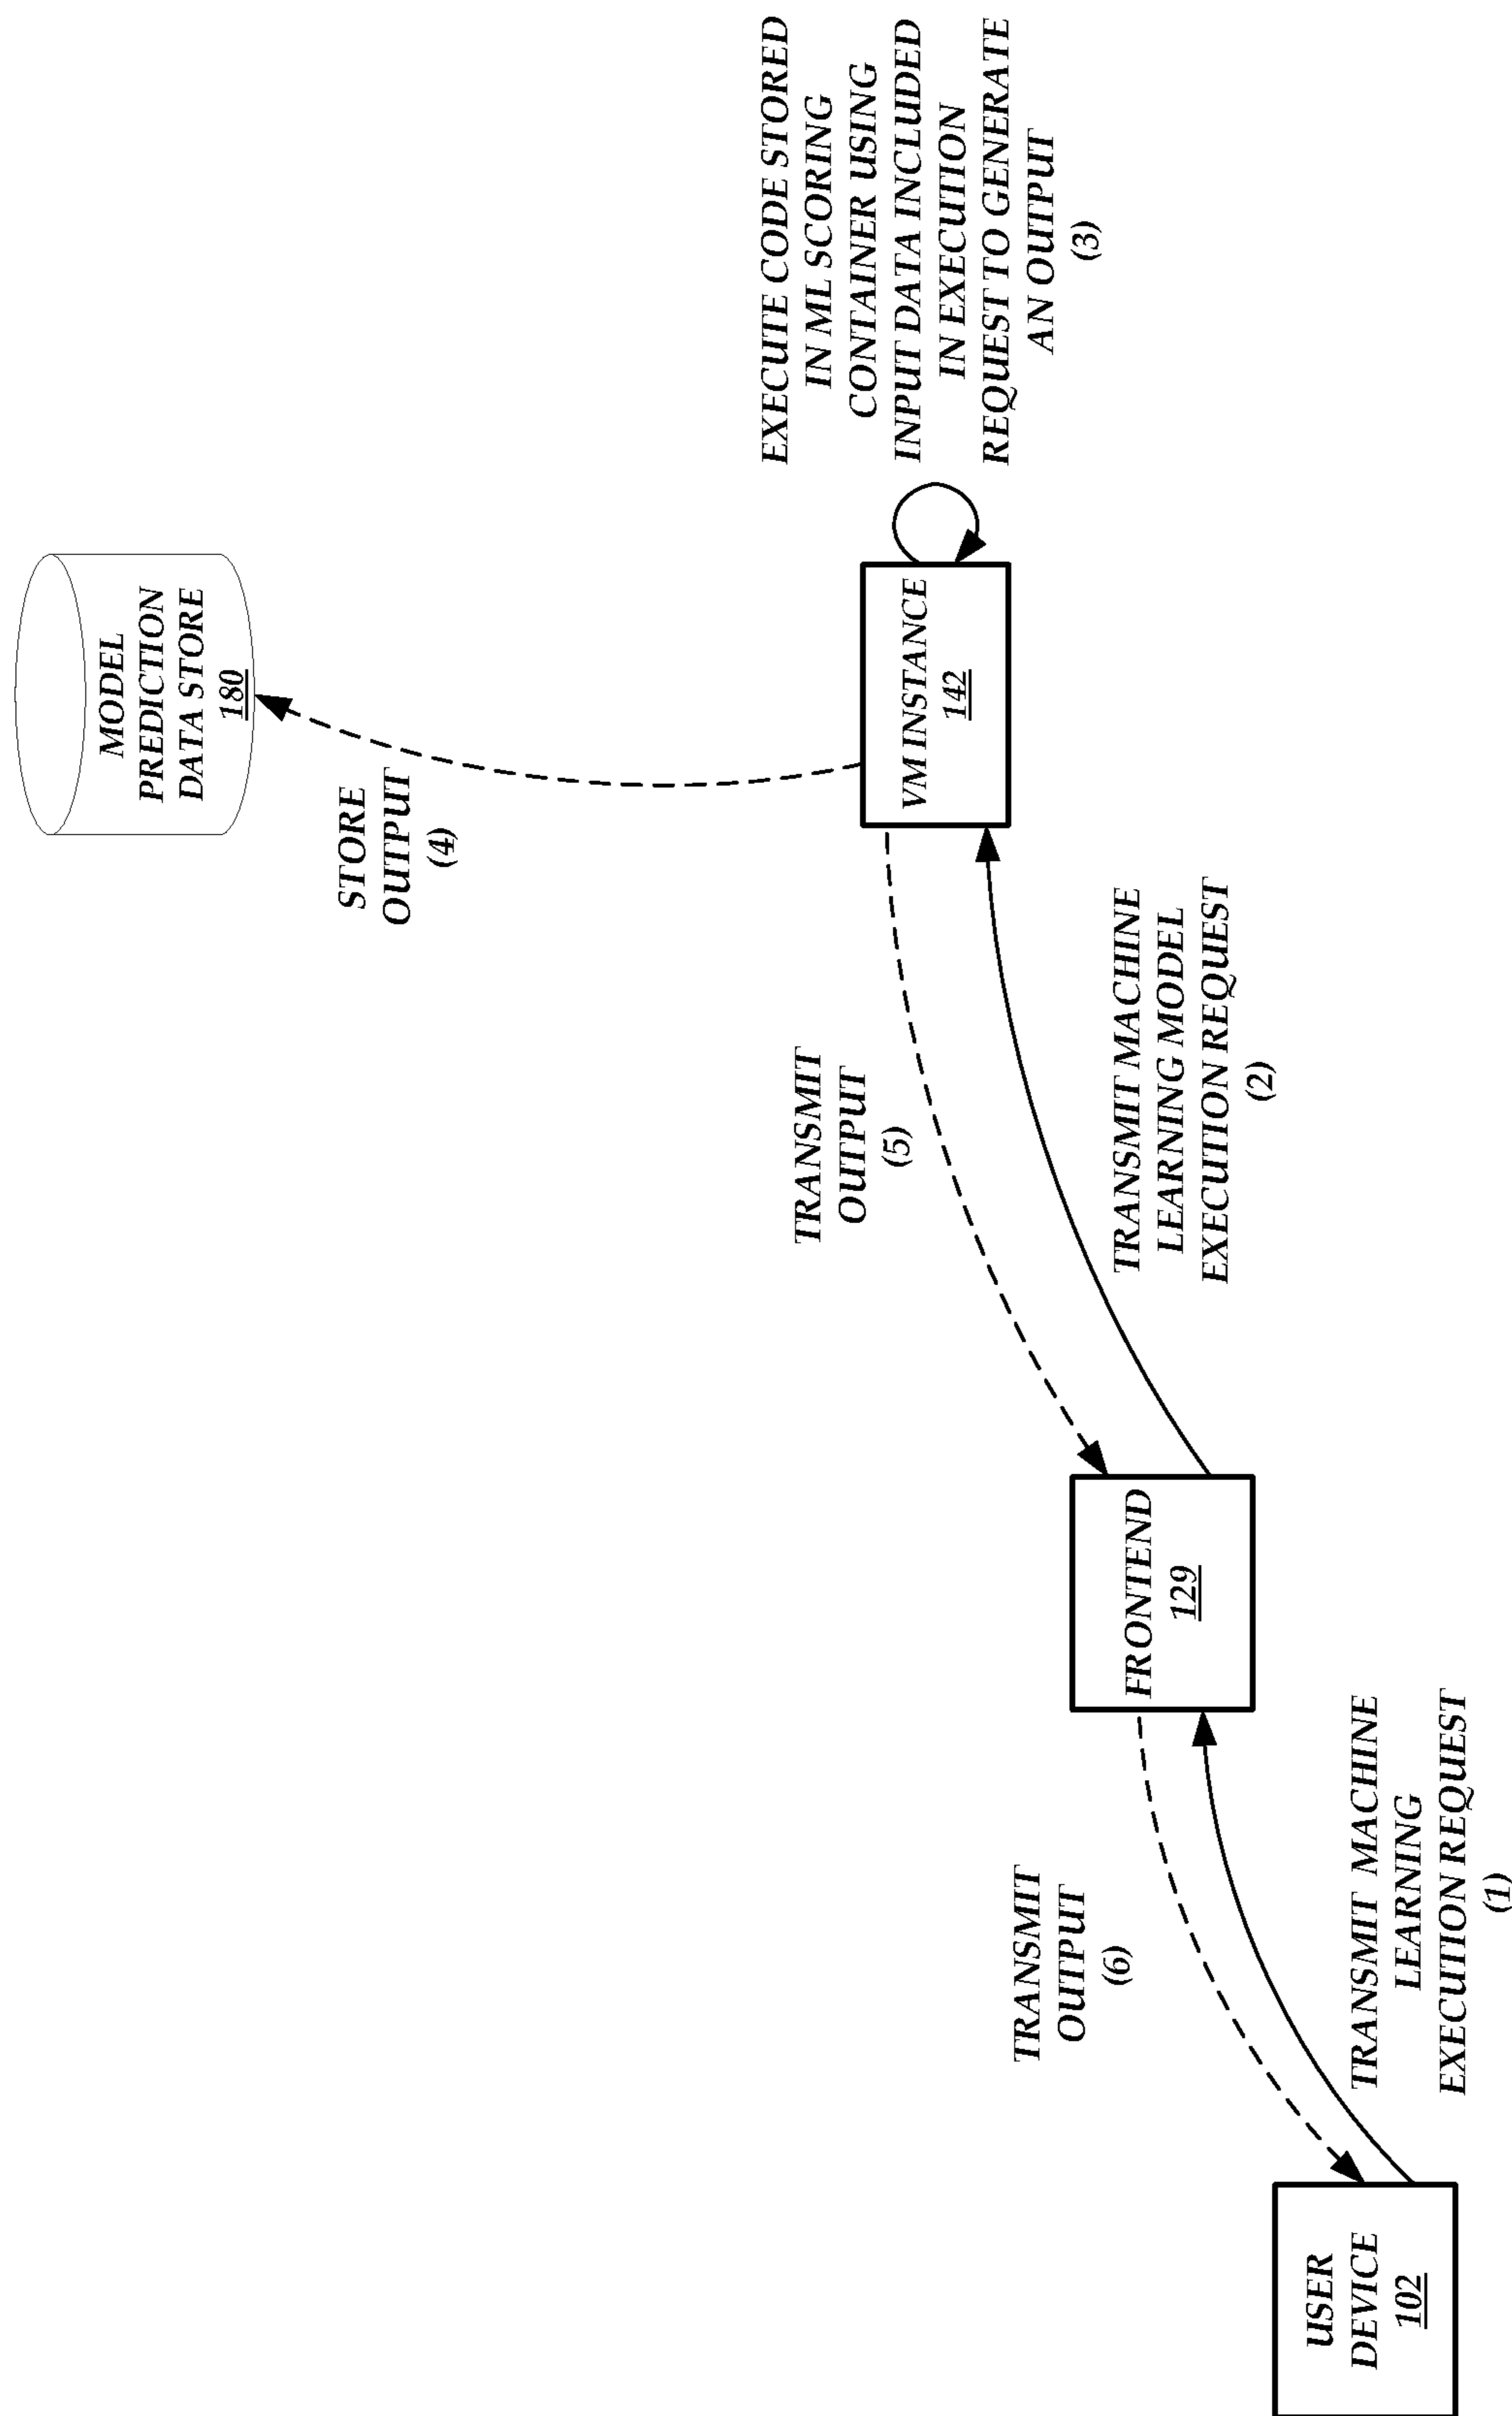 MODEL
PREDICTION
DATA STORE
180
STORE
OUTPUT
(4)
EXECUTE CODE STORED
IN ML SCORING
CONTAINER USING
INPUT DATA INCLUDED
IN EXECUTION
REQUEST TO GENERATE
AN OUTPUT
(3)
VM INSTANCE
142
TRANSMIT
OUTPUT
(5)
TRANSMIT MACHINE
LEARNING MODEL
EXECUTION REQUEST
(2)
FRONTEND
129
TRANSMIT
OUTPUT
(6)
TRANSMIT MACHINE
LEARNING
EXECUTION REQUEST
(1)
USER
DEVICE
102